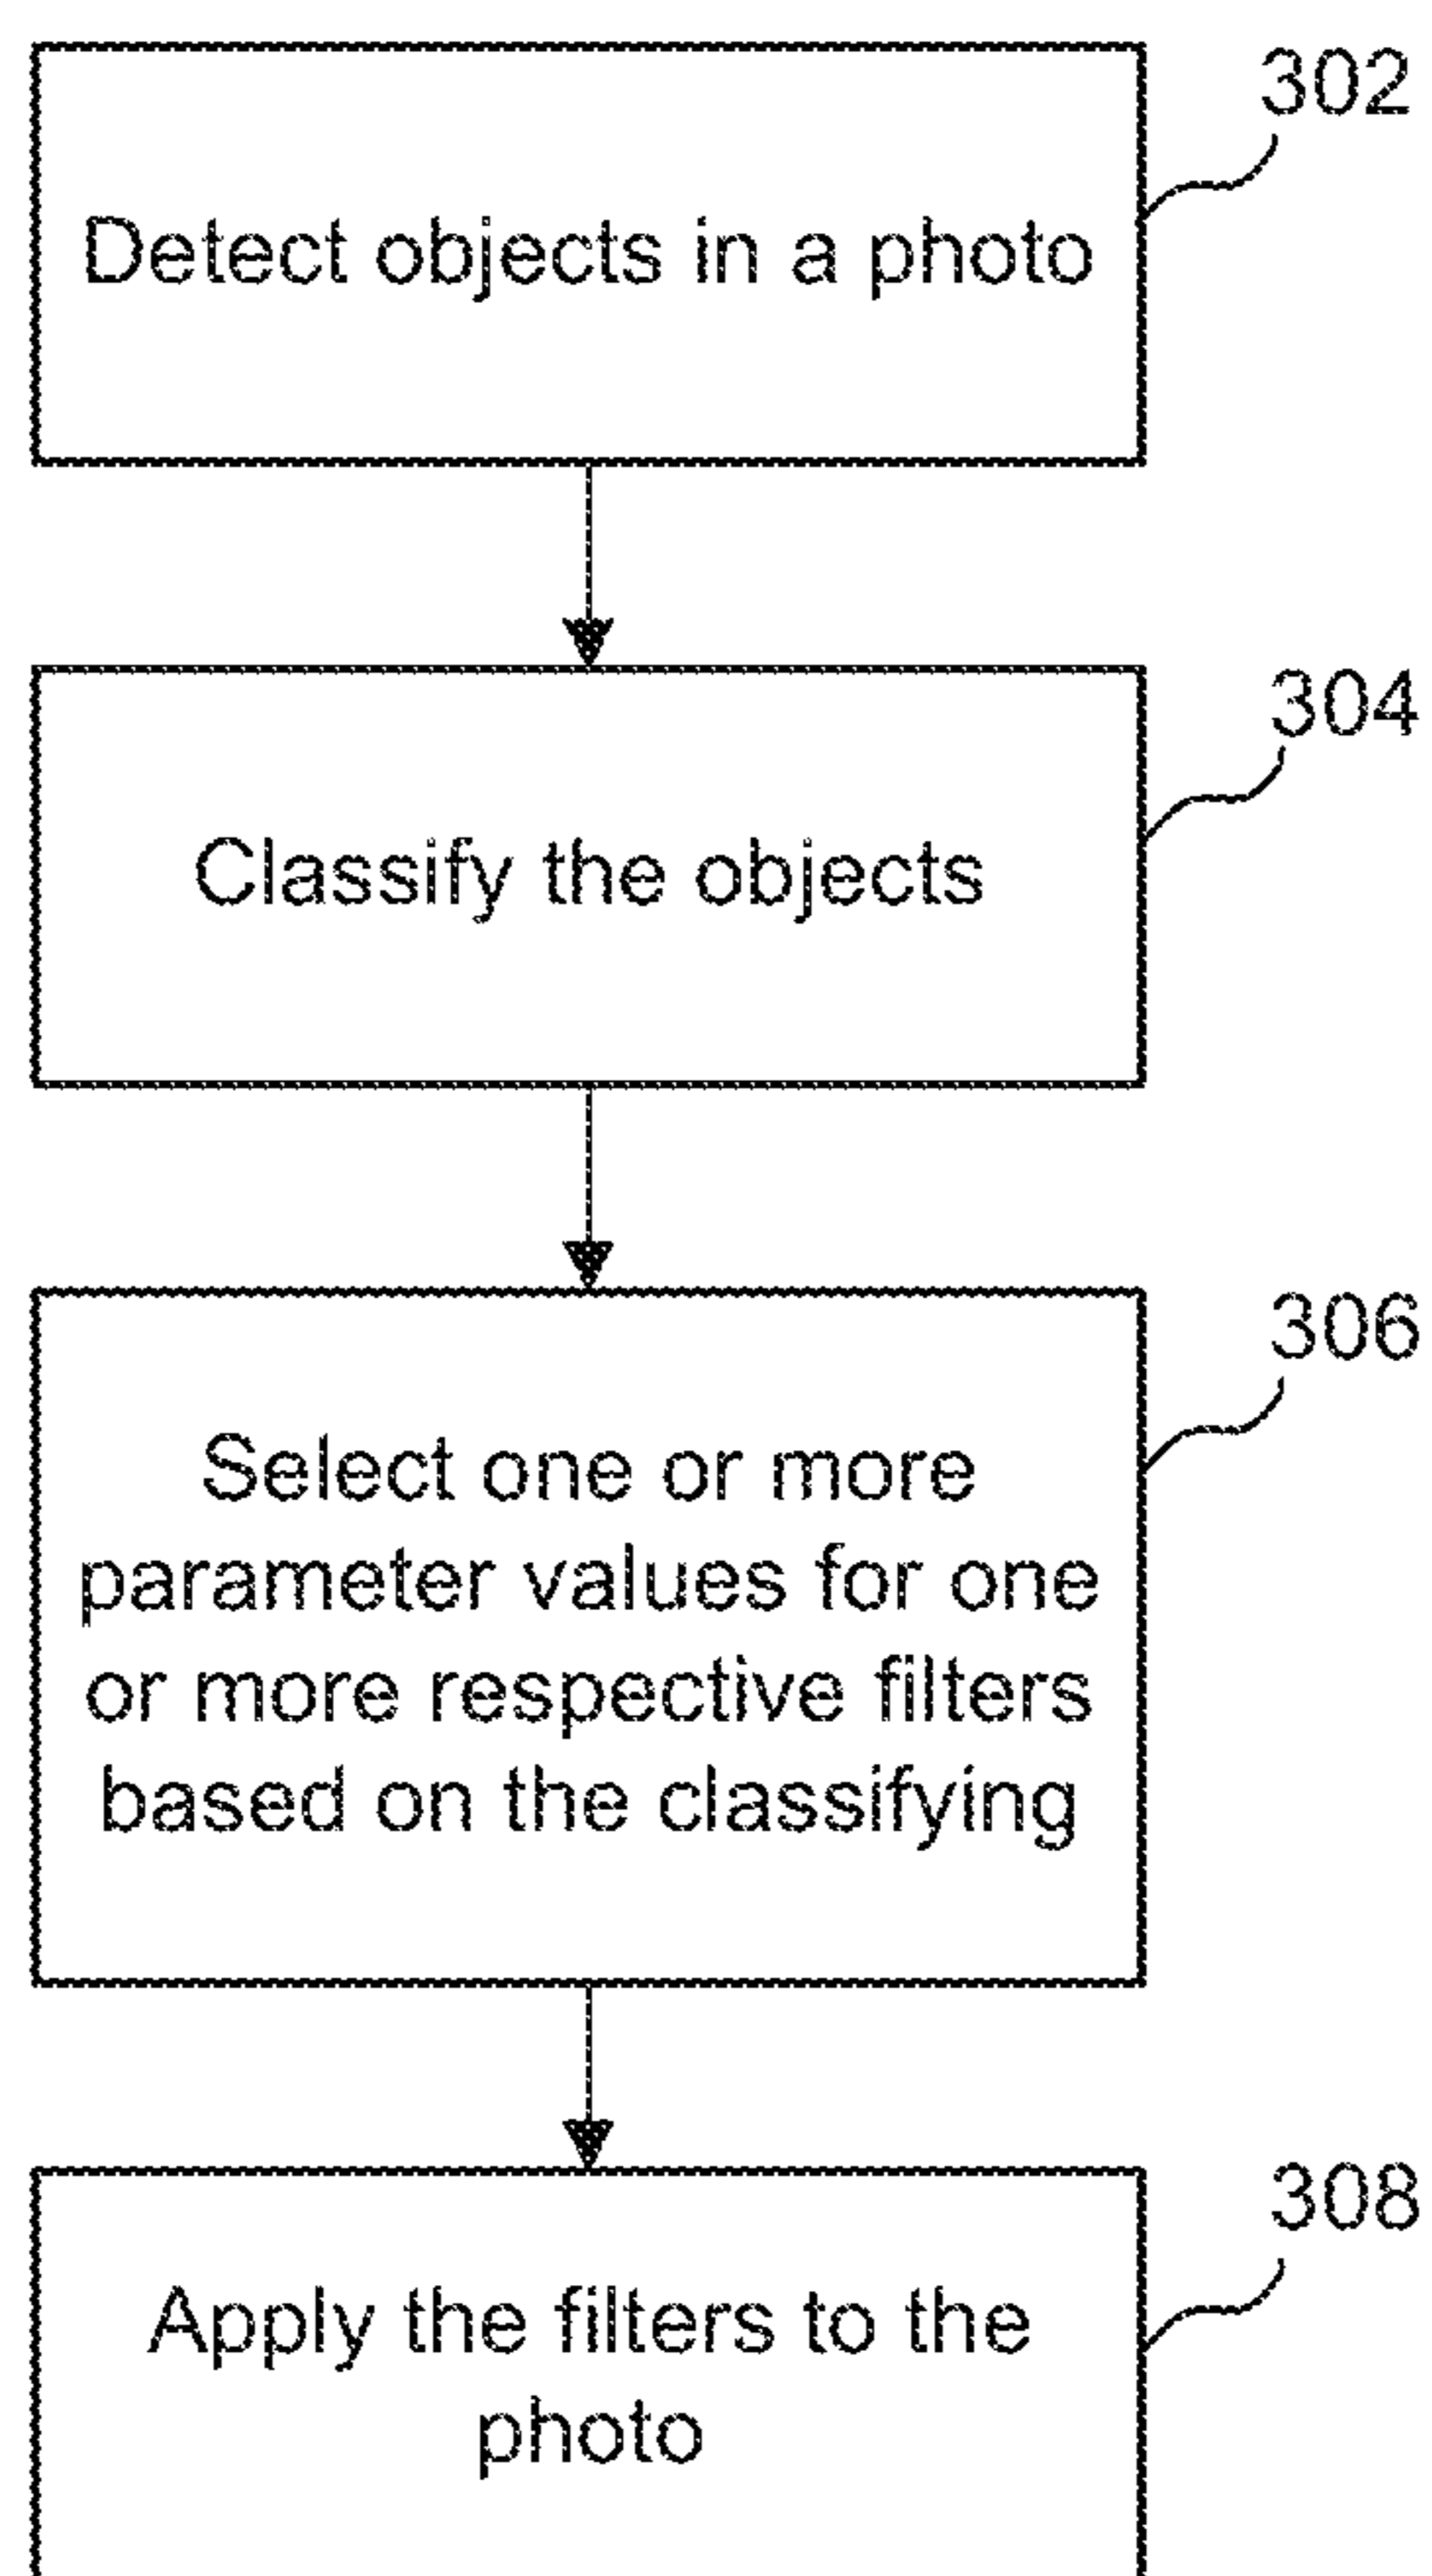 302
Detect objects in a photo
304
Classify the objects
306
Select one or more
parameter values for one
or more respective filters
based on the classifying
308
Apply the filters to the
photo